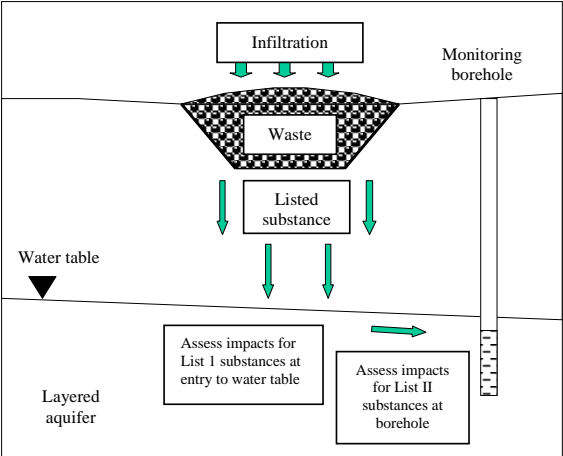 Infiltration
Monitoring
borehole
Waste
Listed
substance
Water table
Assess impacts for
List 1 substances at
entry to water table
Assess impacts
for List II
substances at
borehole
Layered
aquifer